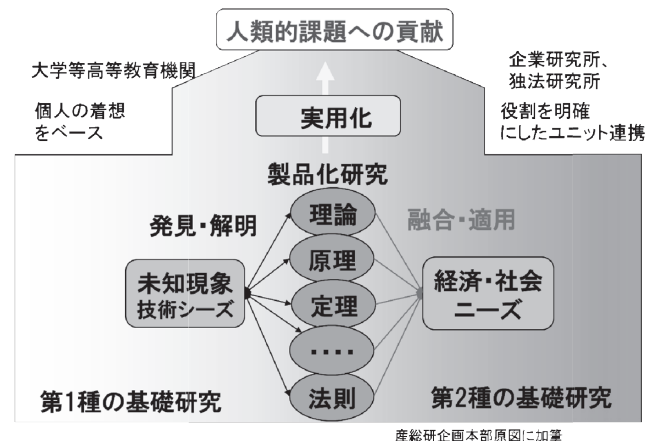 人類的課題への貢献
大学等高等教育機関
企業研究所、
独法研究所
個人の着想
をベース
実用化
役割を明確
にしたユニット連携
製品化研究
発見・解明
理論
融合・適用
原理
未知現象
技術シーズ
定理
経済・社会
ニーズ
・・・・
法則
第1種の基礎研究
第2種の基礎研究
産総研企画本部原図に加筆